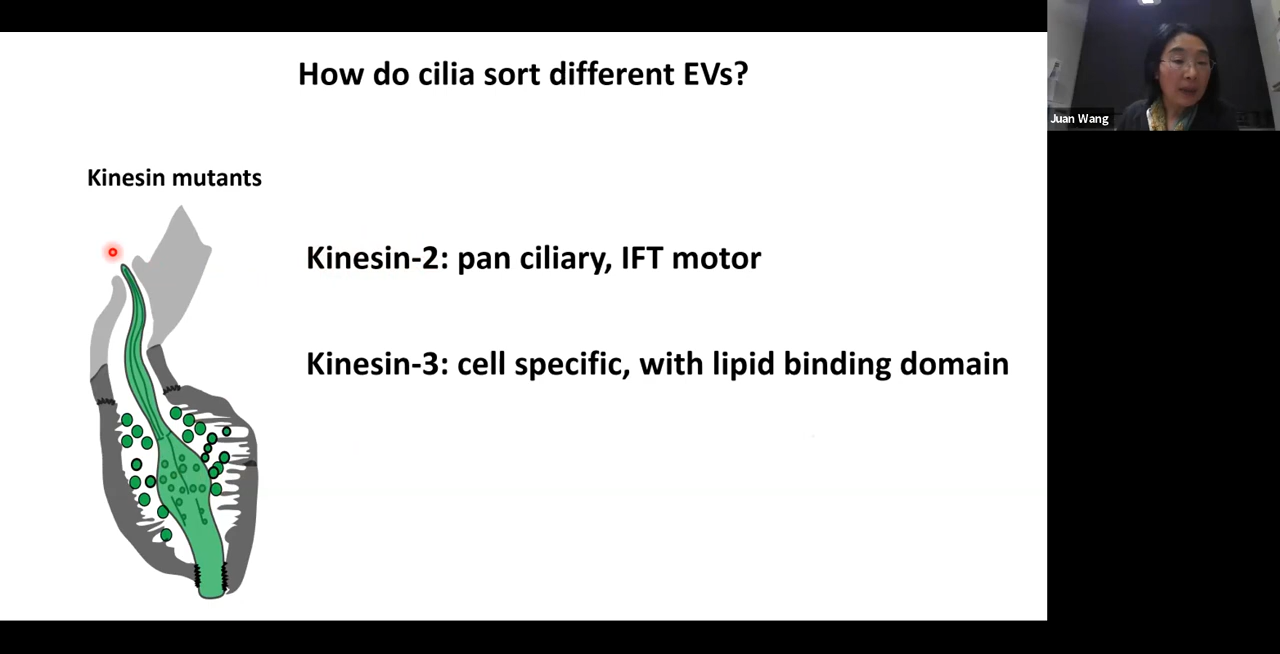 How do cilia sort different EVs?
Juan Wang
Kinesin mutants
Kinesin-2: pan ciliary, IFT motor
Kinesin-3: cell specific, with lipid binding domain